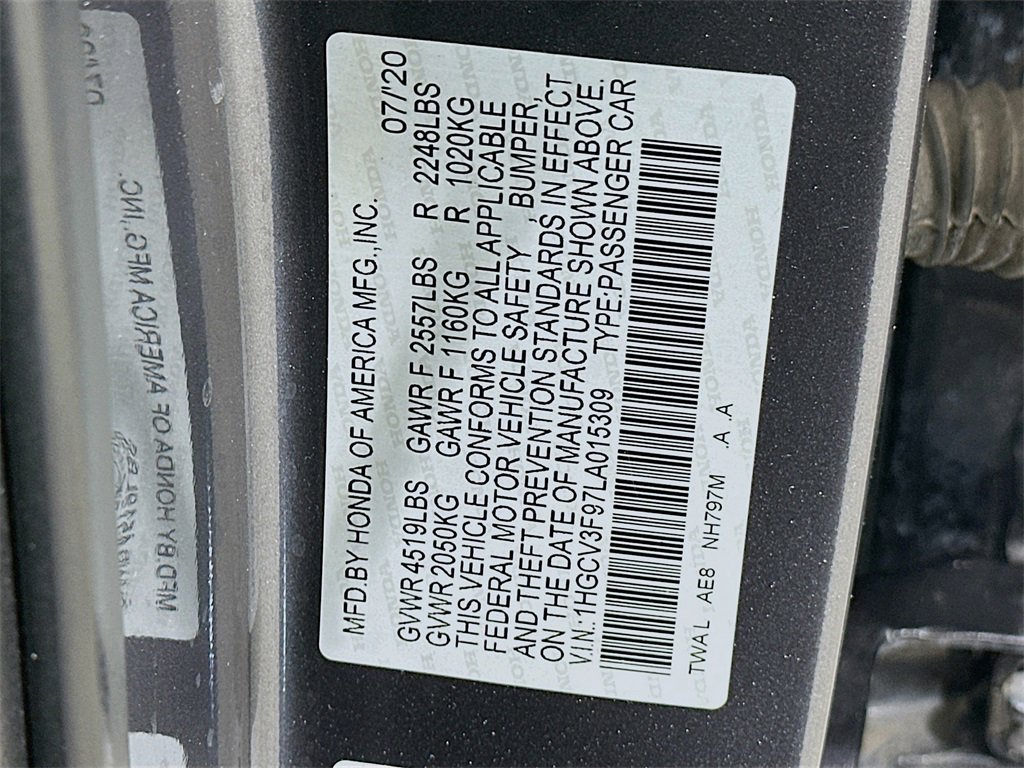 MFD.BY HONDA OF AMERICA MFG.,INC. 07/'20
GVWR 4519LBS GAWR F 2557LBS R 2248LBS
GVWR 2050KG GAWR F 1160KG R 1020KG
THIS VEHICLE CONFORMS TO ALL APPLICABLE
FEDERAL MOTOR VEHICLE SAFETY , BUMPER,
AND THEFT PREVENTION STANDARDS IN EFFECT
ON THE DATE OF MANUFACTURE SHOWN ABOVE.
V.I.N.:1HGCV3F97LA015309 TYPE:PASSENGER CAR
TWAL AE8 NH797M .A .A
MFD.BY HONDA OF AMERICA MFG.,INC.